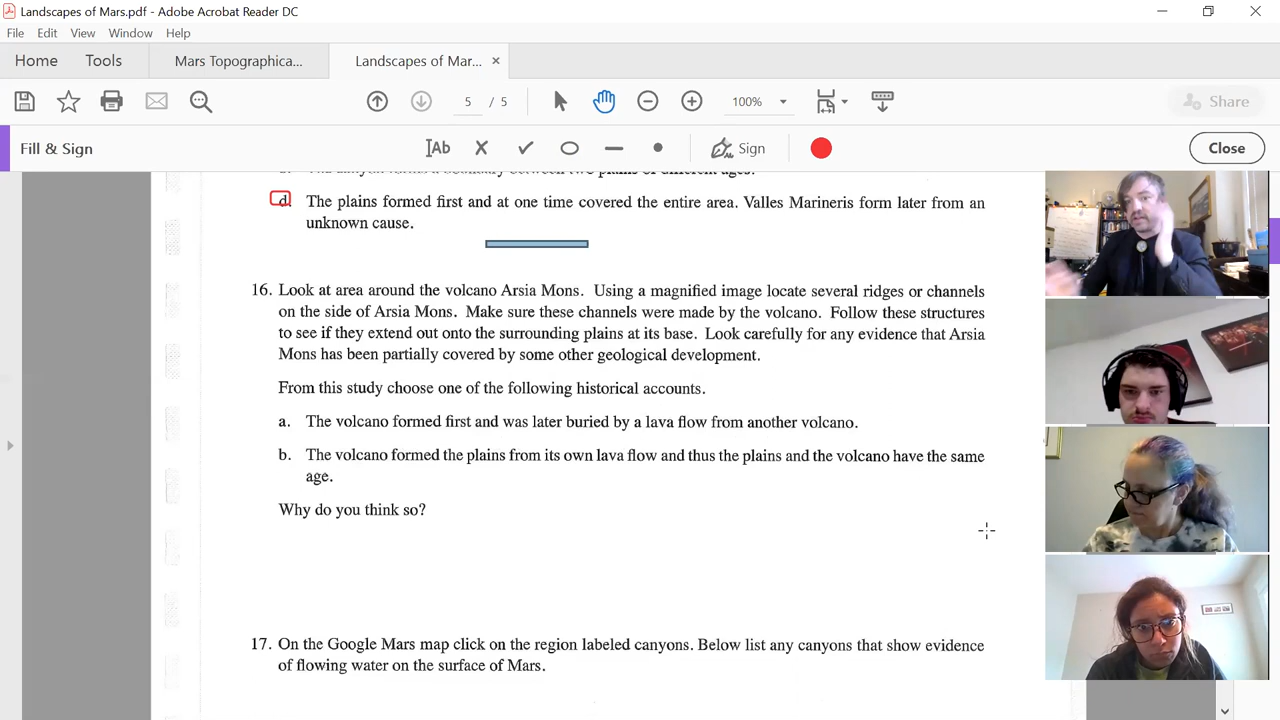 Landscapes of Mars.pdf - Adobe Acrobat Reader DC
File Edit View Window Help
Home Tools Mars Topographica... Landscapes of Mar... ×
5 / 5 100% Share
Fill & Sign IAb Sign Close
d. The plains formed first and at one time covered the entire area. Valles Marineris form later from an
unknown cause.
16. Look at area around the volcano Arsia Mons. Using a magnified image locate several ridges or channels
on the side of Arsia Mons. Make sure these channels were made by the volcano. Follow these structures
to see if they extend out onto the surrounding plains at its base. Look carefully for any evidence that Arsia
Mons has been partially covered by some other geological development.
From this study choose one of the following historical accounts.
a. The volcano formed first and was later buried by a lava flow from another volcano.
b. The volcano formed the plains from its own lava flow and thus the plains and the volcano have the same
age.
Why do you think so?
17. On the Google Mars map click on the region labeled canyons. Below list any canyons that show evidence
of flowing water on the surface of Mars.